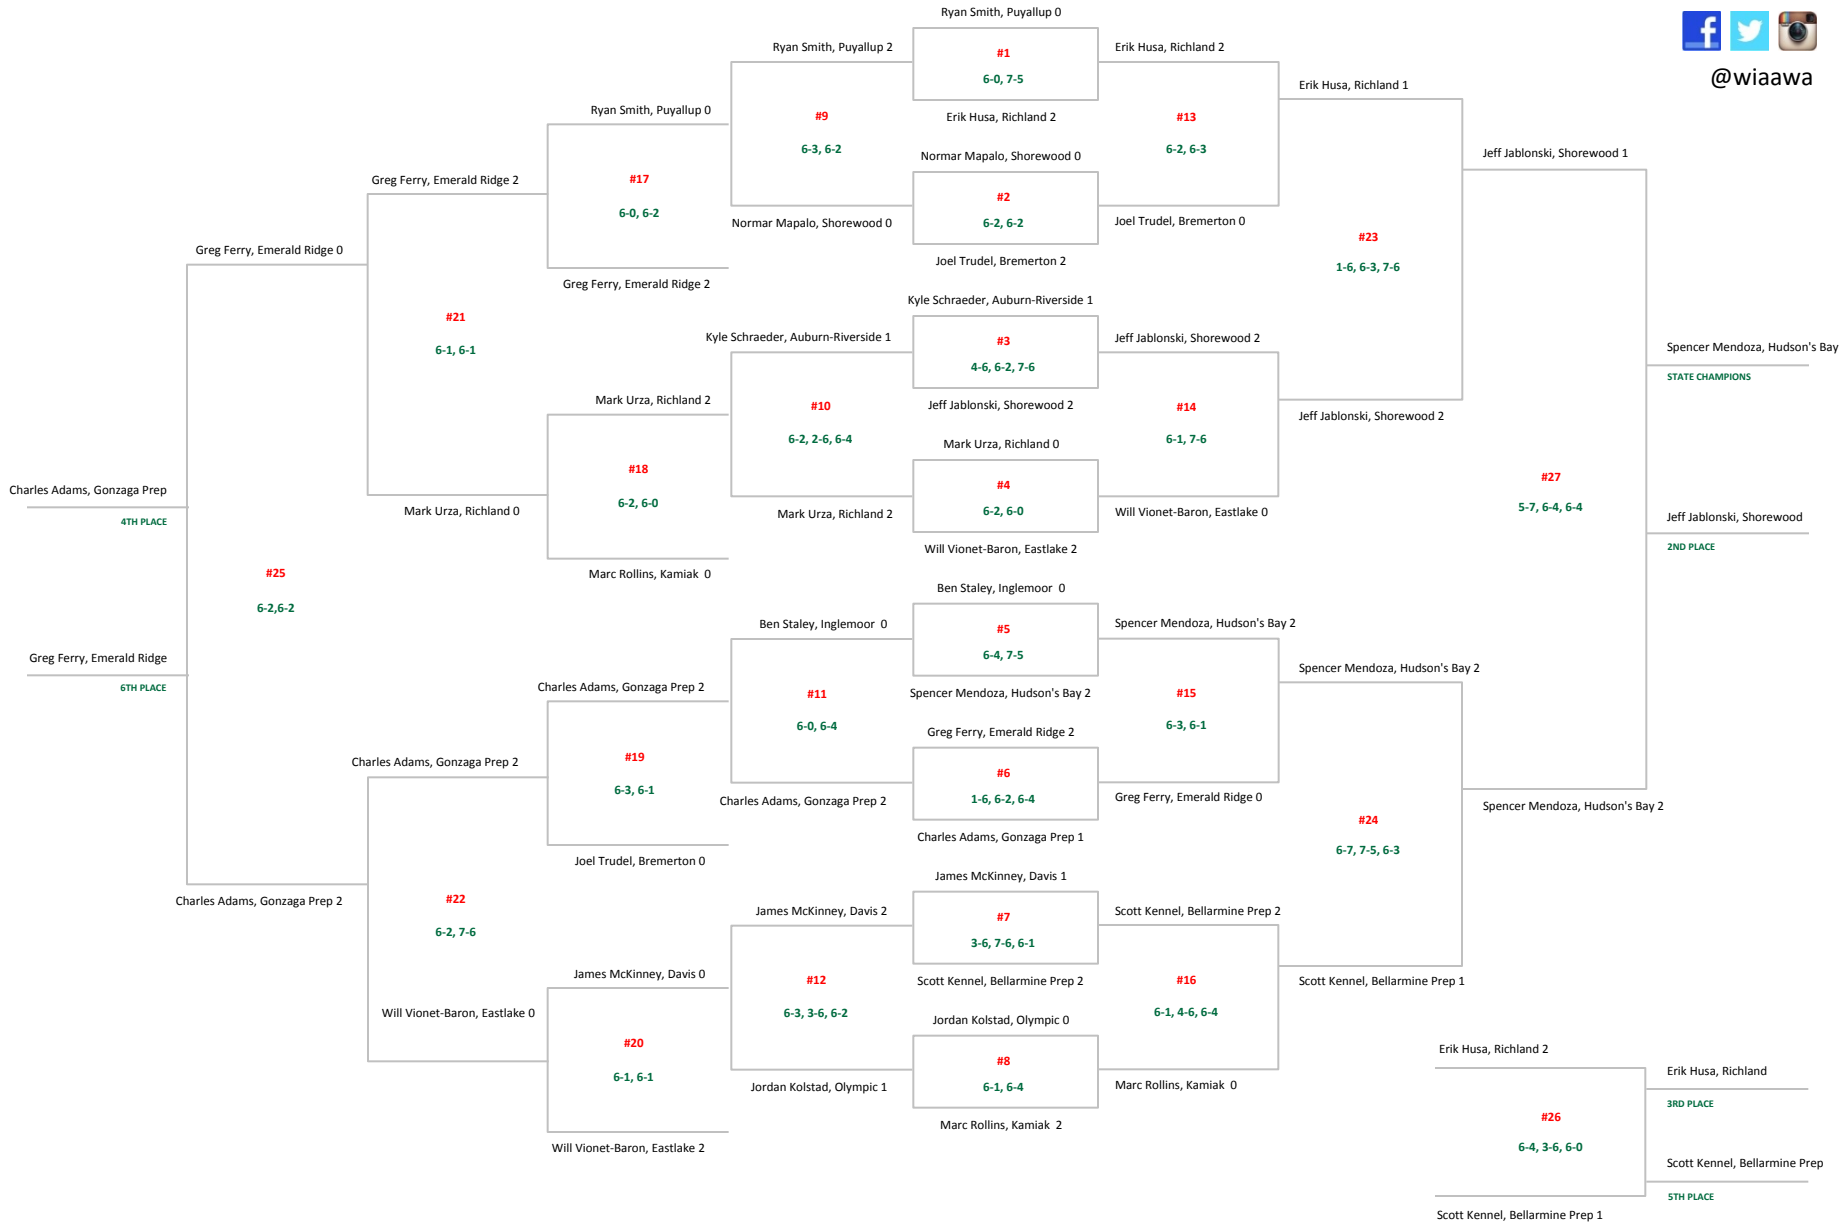 Ryan Smith, Puyallup 0
Ryan Smith, Puyallup 2
#1
Erik Husa, Richland 2
6-0, 7-5
@wiaawa
Erik Husa, Richland 1
Ryan Smith, Puyallup 0
#9
Erik Husa, Richland 2
#13
6-3, 6-2
6-2, 6-3
Normar Mapalo, Shorewood 0
Jeff Jablonski, Shorewood 1
Greg Ferry, Emerald Ridge 2
#17
#2
6-0, 6-2
Normar Mapalo, Shorewood 0
6-2, 6-2
Joel Trudel, Bremerton 0
#23
Greg Ferry, Emerald Ridge 0
Joel Trudel, Bremerton 2
1-6, 6-3, 7-6
Greg Ferry, Emerald Ridge 2
Kyle Schraeder, Auburn-Riverside 1
#21
Kyle Schraeder, Auburn-Riverside 1
#3
Jeff Jablonski, Shorewood 2
6-1, 6-1
4-6, 6-2, 7-6
Spencer Mendoza, Hudson's Bay
STATE CHAMPIONS
Mark Urza, Richland 2
#10
Jeff Jablonski, Shorewood 2
#14
Jeff Jablonski, Shorewood 2
6-2, 2-6, 6-4
Mark Urza, Richland 0
6-1, 7-6
#18
#4
#27
Charles Adams, Gonzaga Prep
4TH PLACE
Mark Urza, Richland 0
6-2, 6-0
Mark Urza, Richland 2
6-2, 6-0
Will Vionet-Baron, Eastlake 0
5-7, 6-4, 6-4
Jeff Jablonski, Shorewood
2ND PLACE
Will Vionet-Baron, Eastlake 2
#25
Marc Rollins, Kamiak 0
6-2,6-2
Ben Staley, Inglemoor 0
Ben Staley, Inglemoor 0
#5
Spencer Mendoza, Hudson's Bay 2
Greg Ferry, Emerald Ridge
6-4, 7-5
Spencer Mendoza, Hudson's Bay 2
6TH PLACE
Charles Adams, Gonzaga Prep 2
#11
Spencer Mendoza, Hudson's Bay 2
#15
6-0, 6-4
Greg Ferry, Emerald Ridge 2
6-3, 6-1
Charles Adams, Gonzaga Prep 2
#19
#6
6-3, 6-1
Charles Adams, Gonzaga Prep 2
1-6, 6-2, 6-4
Greg Ferry, Emerald Ridge 0
Spencer Mendoza, Hudson's Bay 2
Charles Adams, Gonzaga Prep 1
#24
Joel Trudel, Bremerton 0
6-7, 7-5, 6-3
James McKinney, Davis 1
Charles Adams, Gonzaga Prep 2
#22
James McKinney, Davis 2
#7
Scott Kennel, Bellarmine Prep 2
6-2, 7-6
3-6, 7-6, 6-1
James McKinney, Davis 0
#12
Scott Kennel, Bellarmine Prep 2
#16
Scott Kennel, Bellarmine Prep 1
Will Vionet-Baron, Eastlake 0
6-3, 3-6, 6-2
Jordan Kolstad, Olympic 0
6-1, 4-6, 6-4
#20
#8
Erik Husa, Richland 2
6-1, 6-1
Jordan Kolstad, Olympic 1
6-1, 6-4
Marc Rollins, Kamiak 0
Erik Husa, Richland
3RD PLACE
Marc Rollins, Kamiak 2
#26
Will Vionet-Baron, Eastlake 2
6-4, 3-6, 6-0
Scott Kennel, Bellarmine Prep
5TH PLACE
Scott Kennel, Bellarmine Prep 1